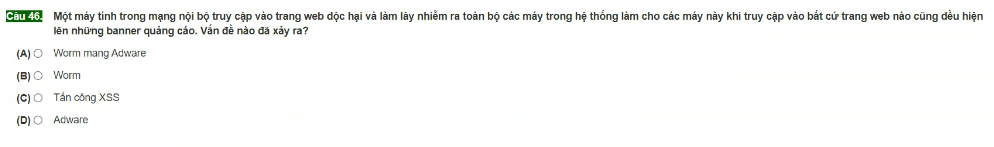 Câu 46. Một máy tính trong mạng nội bộ truy cập vào trang web độc hại và làm lây nhiễm ra toàn bộ các máy trong hệ thống làm cho các máy này khi truy cập vào bất cứ trang web nào cũng đều hiện
lên những banner quảng cáo. Vấn đề nào đã xảy ra?
(A) Worm mang Adware
(B) Worm
(C) Tấn công XSS
(D) Adware